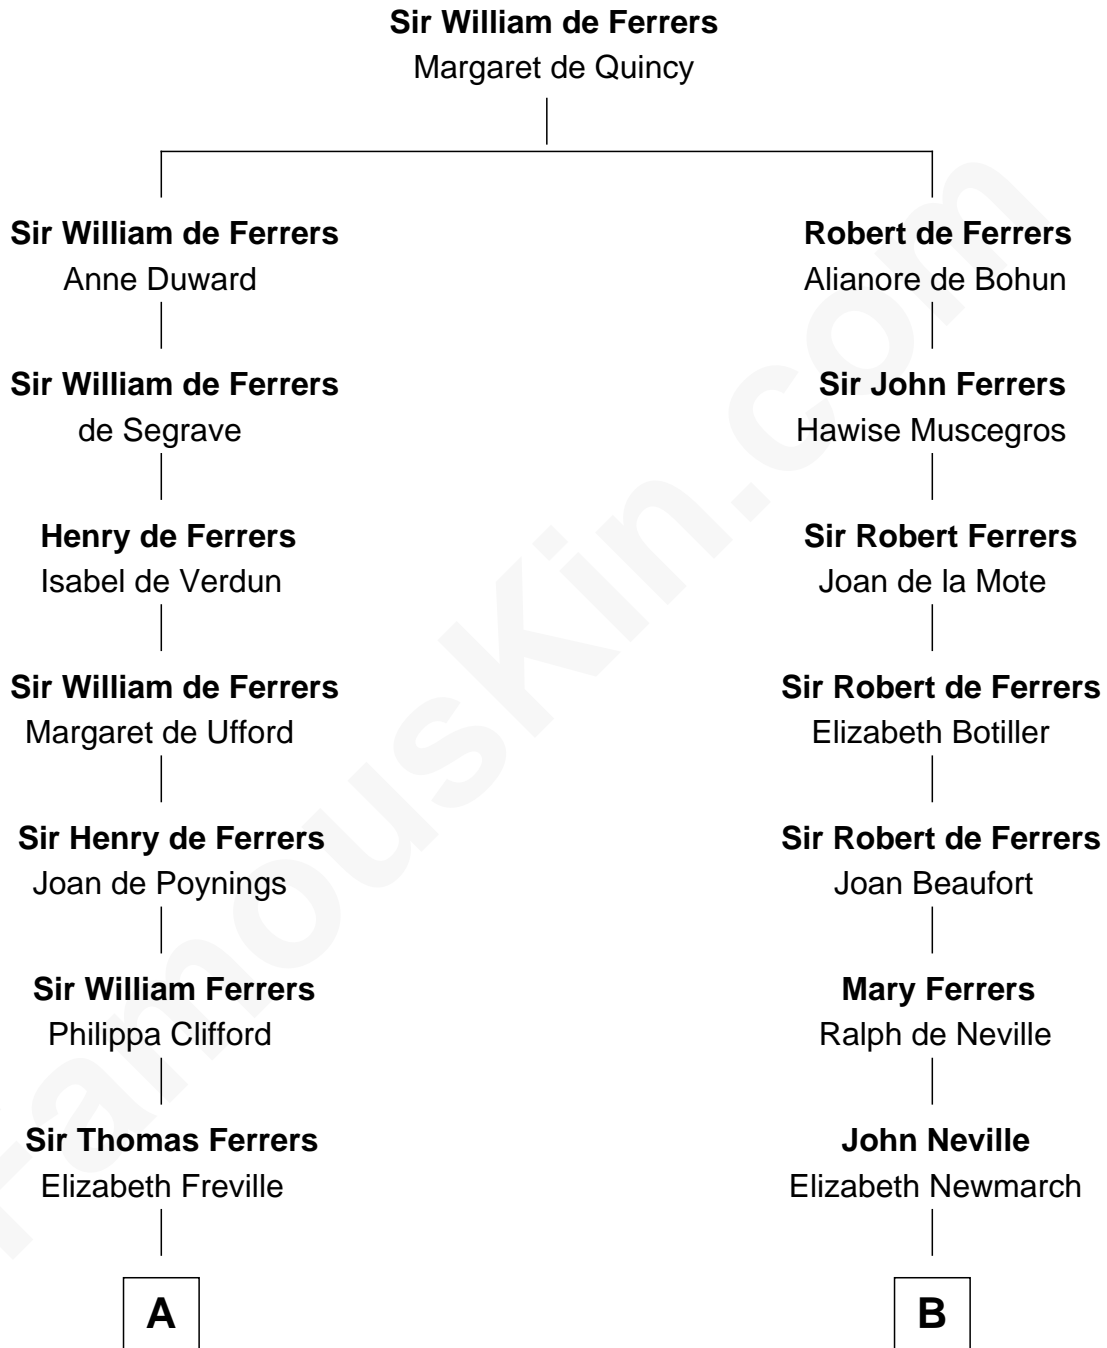 Sir William de Ferrers
Margaret de Quincy
Sir William de Ferrers
Anne Duward
Robert de Ferrers
Alianore de Bohun
Sir William de Ferrers
de Segrave
Sir John Ferrers
Hawise Muscegros
Henry de Ferrers
Isabel de Verdun
Sir Robert Ferrers
Joan de la Mote
Sir William de Ferrers
Margaret de Ufford
Sir Robert de Ferrers
Elizabeth Botiller
Sir Henry de Ferrers
Joan de Poynings
Sir Robert de Ferrers
Joan Beaufort
Sir William Ferrers
Philippa Clifford
Mary Ferrers
Ralph de Neville
Sir Thomas Ferrers
Elizabeth Freville
John Neville
Elizabeth Newmarch
A
B
FamousKin.com